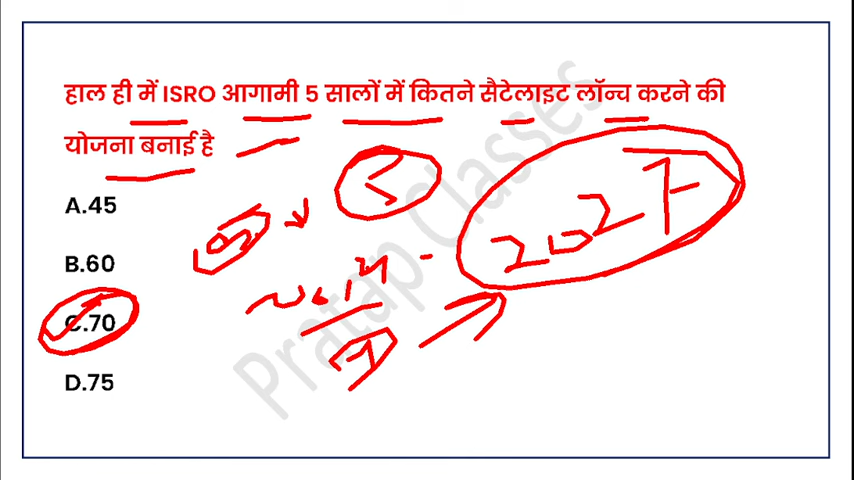 हाल ही में ISRO आगामी 5 सालों में कितने सैटेलाइट लॉन्च करने की
योजना बनाई है
A.45
B.60
C.70
D.75
5
2027
Pratap Classes